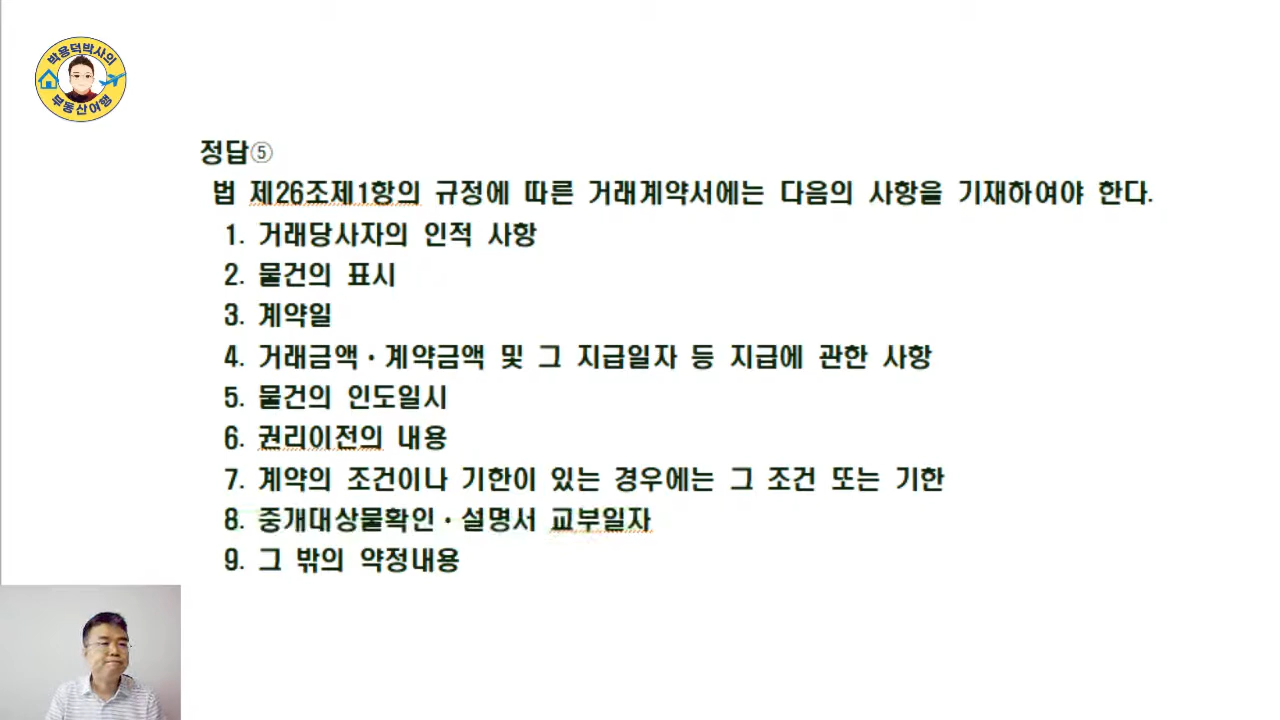 박용덕박사의
부동산여행
정답⑤
법 제26조제1항의 규정에 따른 거래계약서에는 다음의 사항을 기재하여야 한다.
1. 거래당사자의 인적 사항
2. 물건의 표시
3. 계약일
4. 거래금액·계약금액 및 그 지급일자 등 지급에 관한 사항
5. 물건의 인도일시
6. 권리이전의 내용
7. 계약의 조건이나 기한이 있는 경우에는 그 조건 또는 기한
8. 중개대상물확인·설명서 교부일자
9. 그 밖의 약정내용